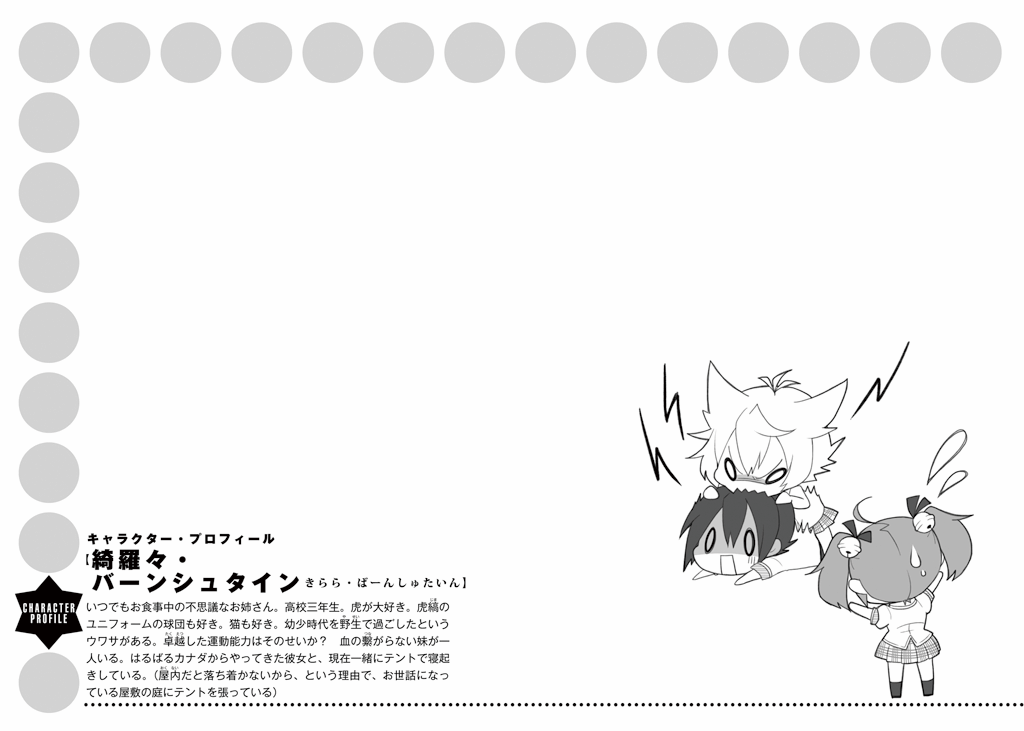 キャラクター・プロフィール
【綺羅々・
バーンシュタイン きらら・ばーんしゅたいん】
CHARACTER
PROFILE
いつでもお食事中の不思議なお姉さん。高校三年生。虎が大好き。虎縞の
ユニフォームの球団も好き。猫も好き。幼少時代を野生で過ごしたという
ウワサがある。卓越した運動能力はそのせいか？　血の繫がらない妹が一
人いる。はるばるカナダからやってきた彼女と、現在一緒にテントで寝起
きしている。（屋内だと落ち着かないから、という理由で、お世話になっ
ている屋敷の庭にテントを張っている）